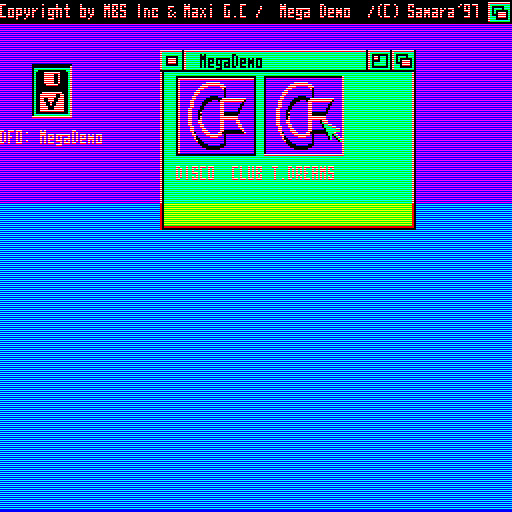 Copyright by MBS Inc & Maxi G.C / Mega Demo /(C) Samara'97
MegaDemo
DF0: MegaDemo
DISCO CLUB T.DREAMS